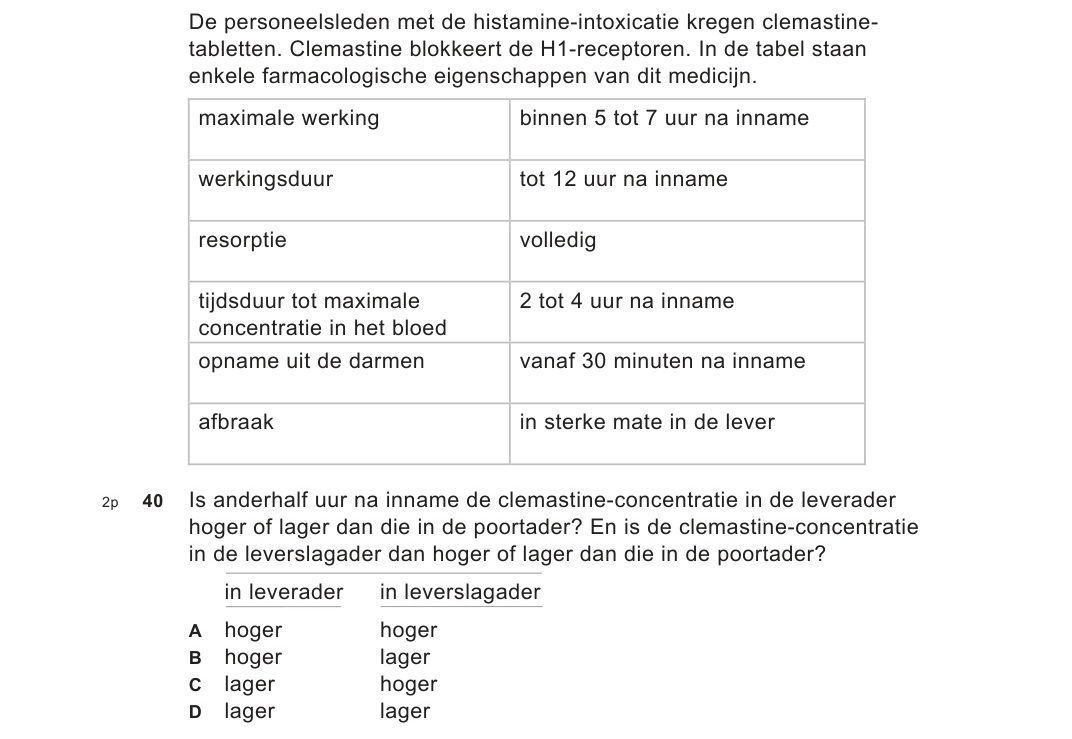 De personeelsleden met de histamine-intoxicatie kregen clemastine-
tabletten. Clemastine blokkeert de H1-receptoren. In de tabel staan
enkele farmacologische eigenschappen van dit medicijn.
maximale werking binnen 5 tot 7 uur na inname
werkingsduur tot 12 uur na inname
resorptie volledig
tijdsduur tot maximale 2 tot 4 uur na inname
concentratie in het bloed
opname uit de darmen vanaf 30 minuten na inname
afbraak in sterke mate in de lever
2p 40 Is anderhalf uur na inname de clemastine-concentratie in de leverader
hoger of lager dan die in de poortader? En is de clemastine-concentratie
in de leverslagader dan hoger of lager dan die in de poortader?
in leverader in leverslagader
A hoger hoger
B hoger lager
C lager hoger
D lager lager